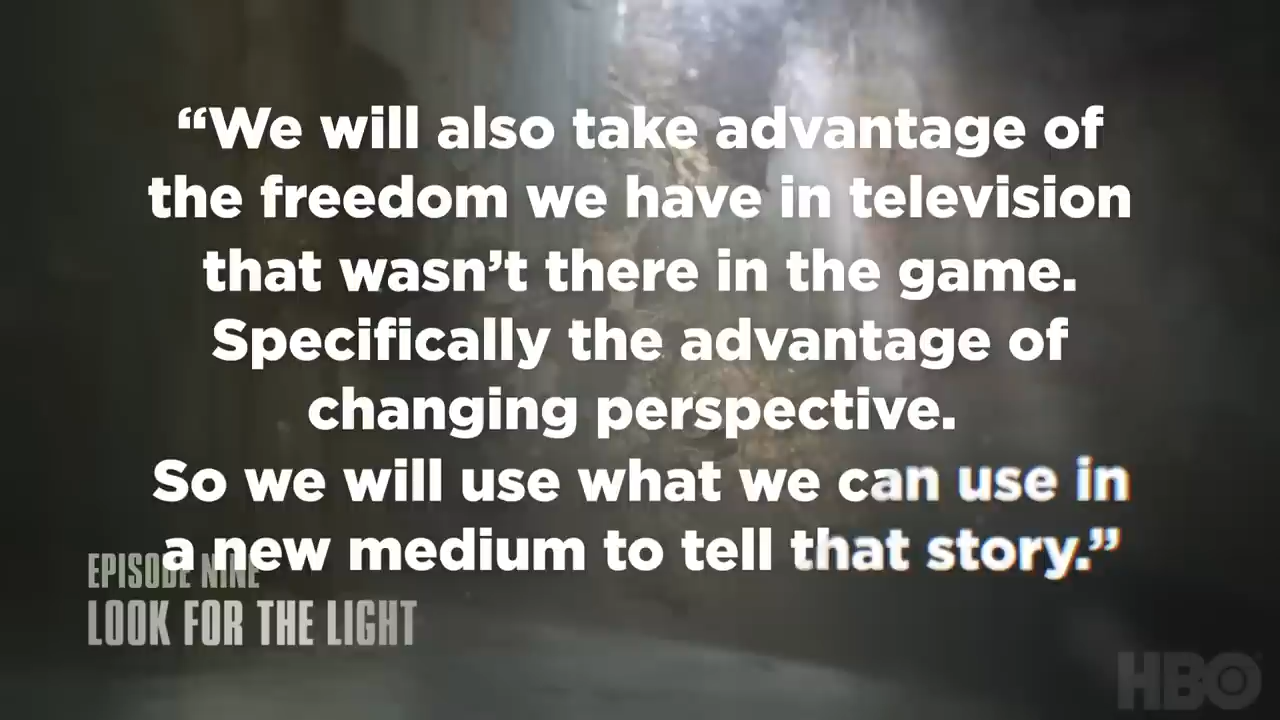 “We will also take advantage of
the freedom we have in television
that wasn’t there in the game.
Specifically the advantage of
changing perspective.
So we will use what we can use in
a new medium to tell that story.”
EPISODE NINE
LOOK FOR THE LIGHT
HBO